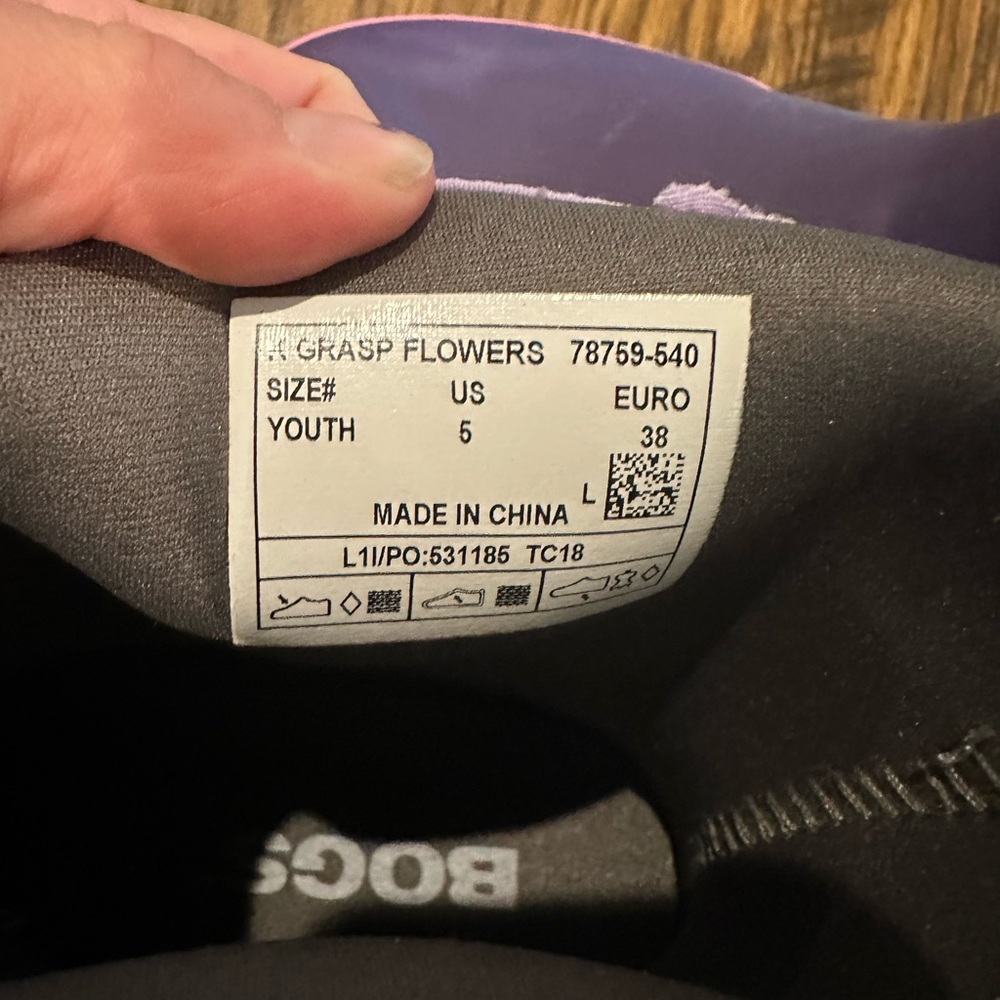 K GRASP FLOWERS 78759-540
SIZE# US EURO
YOUTH 5 38
L
MADE IN CHINA
L1I/PO:531185 TC18
BOGS